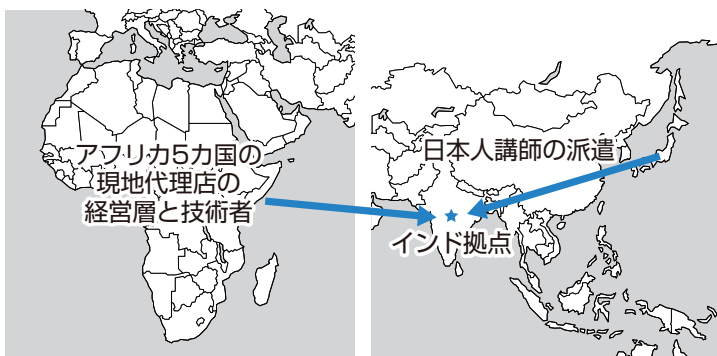 アフリカ5カ国の
現地代理店の
経営層と技術者
日本人講師の派遣
インド拠点